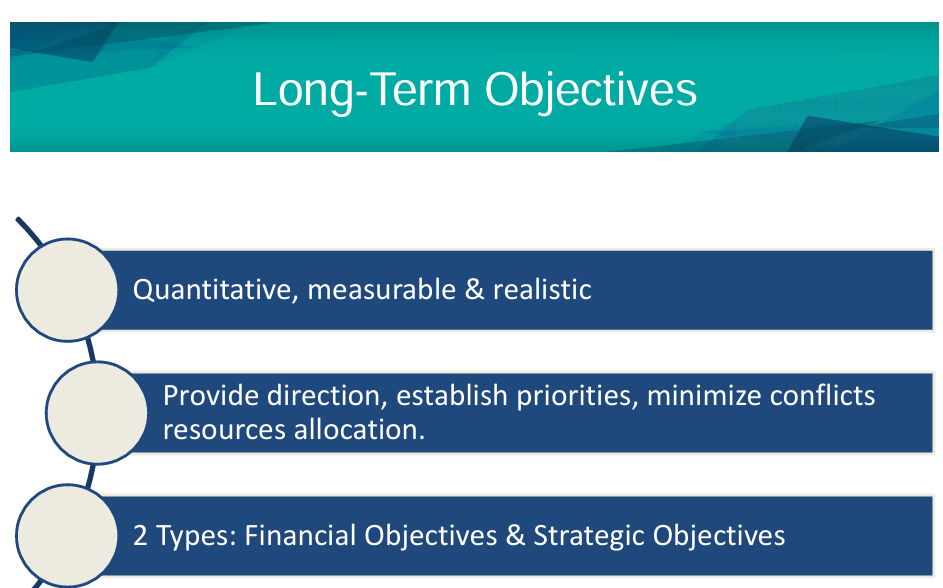 Long-Term Objectives
Quantitative, measurable & realistic
Provide direction, establish priorities, minimize conflicts
resources allocation.
2 Types: Financial Objectives & Strategic Objectives